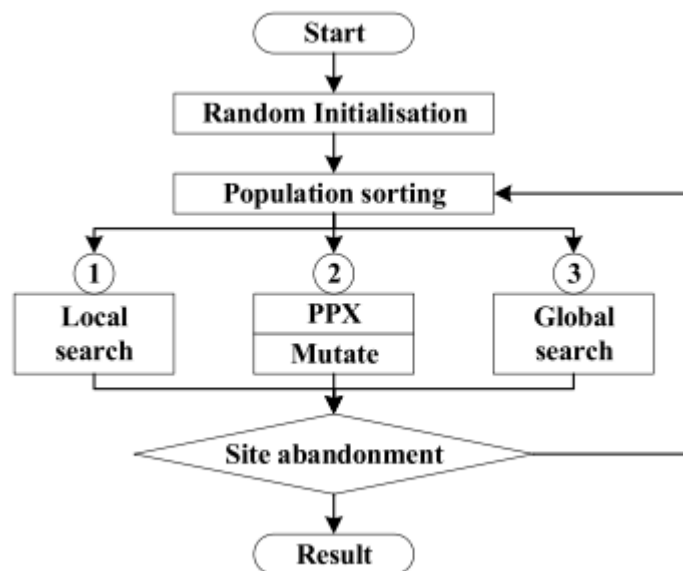 Start
Random Initialisation
Population sorting
1
2
3
Local
search
PPX
Mutate
Global
search
Site abandonment
Result